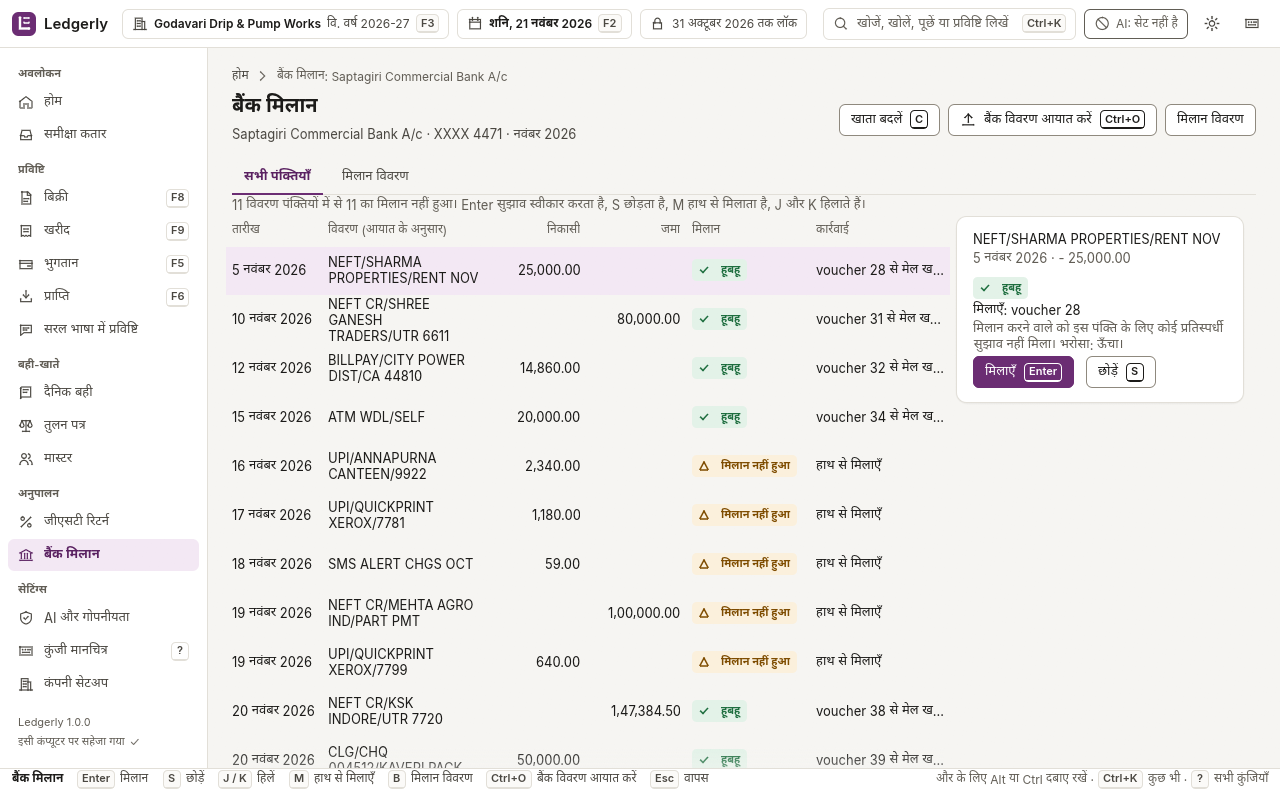 Ledgerly
Godavari Drip & Pump Works वि. वर्ष 2026-27 F3
शनि, 21 नवंबर 2026 F2
31 अक्टूबर 2026 तक लॉक
खोजें, खोलें, पूछें या प्रविष्टि लिखें Ctrl+K
AI: सेट नहीं है
अवलोकन
होम
समीक्षा कतार
प्रविष्टि
बिक्री F8
खरीद F9
भुगतान F5
प्राप्ति F6
सरल भाषा में प्रविष्टि
बही-खाते
दैनिक बही
तुलन पत्र
मास्टर
अनुपालन
जीएसटी रिटर्न
बैंक मिलान
सेटिंग्स
AI और गोपनीयता
कुंजी मानचित्र ?
कंपनी सेटअप
Ledgerly 1.0.0
इसी कंप्यूटर पर सहेजा गया
होम > बैंक मिलान: Saptagiri Commercial Bank A/c
बैंक मिलान
Saptagiri Commercial Bank A/c · XXXX 4471 · नवंबर 2026
खाता बदलें C
बैंक विवरण आयात करें Ctrl+O
मिलान विवरण
सभी पंक्तियाँ
मिलान विवरण
11 विवरण पंक्तियों में से 11 का मिलान नहीं हुआ। Enter सुझाव स्वीकार करता है, S छोड़ता है, M हाथ से मिलाता है, J और K हिलाते हैं।
तारीख विवरण (आयात के अनुसार) निकासी जमा मिलान कार्रवाई
5 नवंबर 2026 NEFT/SHARMA PROPERTIES/RENT NOV 25,000.00 हूबहू voucher 28 से मेल ख...
10 नवंबर 2026 NEFT CR/SHREE GANESH TRADERS/UTR 6611 80,000.00 हूबहू voucher 31 से मेल ख...
12 नवंबर 2026 BILLPAY/CITY POWER DIST/CA 44810 14,860.00 हूबहू voucher 32 से मेल ख...
15 नवंबर 2026 ATM WDL/SELF 20,000.00 हूबहू voucher 34 से मेल ख...
16 नवंबर 2026 UPI/ANNAPURNA CANTEEN/9922 2,340.00 मिलान नहीं हुआ हाथ से मिलाएँ
17 नवंबर 2026 UPI/QUICKPRINT XEROX/7781 1,180.00 मिलान नहीं हुआ हाथ से मिलाएँ
18 नवंबर 2026 SMS ALERT CHGS OCT 59.00 मिलान नहीं हुआ हाथ से मिलाएँ
19 नवंबर 2026 NEFT CR/MEHTA AGRO IND/PART PMT 1,00,000.00 मिलान नहीं हुआ हाथ से मिलाएँ
19 नवंबर 2026 UPI/QUICKPRINT XEROX/7799 640.00 मिलान नहीं हुआ हाथ से मिलाएँ
20 नवंबर 2026 NEFT CR/KSK INDORE/UTR 7720 1,47,384.50 हूबहू voucher 38 से मेल ख...
20 नवंबर 2026 CLG/CHQ 004512/KAVERI PACK 50,000.00 हूबहू voucher 39 से मेल ख...
NEFT/SHARMA PROPERTIES/RENT NOV
5 नवंबर 2026 · - 25,000.00
हूबहू
मिलाएँ: voucher 28
मिलान करने वाले को इस पंक्ति के लिए कोई प्रतिस्पर्धी
सुझाव नहीं मिला। भरोसा: ऊँचा।
मिलाएँ Enter
छोड़ें S
बैंक मिलान Enter मिलान S छोड़ें J / K हिलें M हाथ से मिलाएँ B मिलान विवरण Ctrl+O बैंक विवरण आयात करें Esc वापस
और के लिए Alt या Ctrl दबाए रखें · Ctrl+K कुछ भी · ? सभी कुंजियाँ